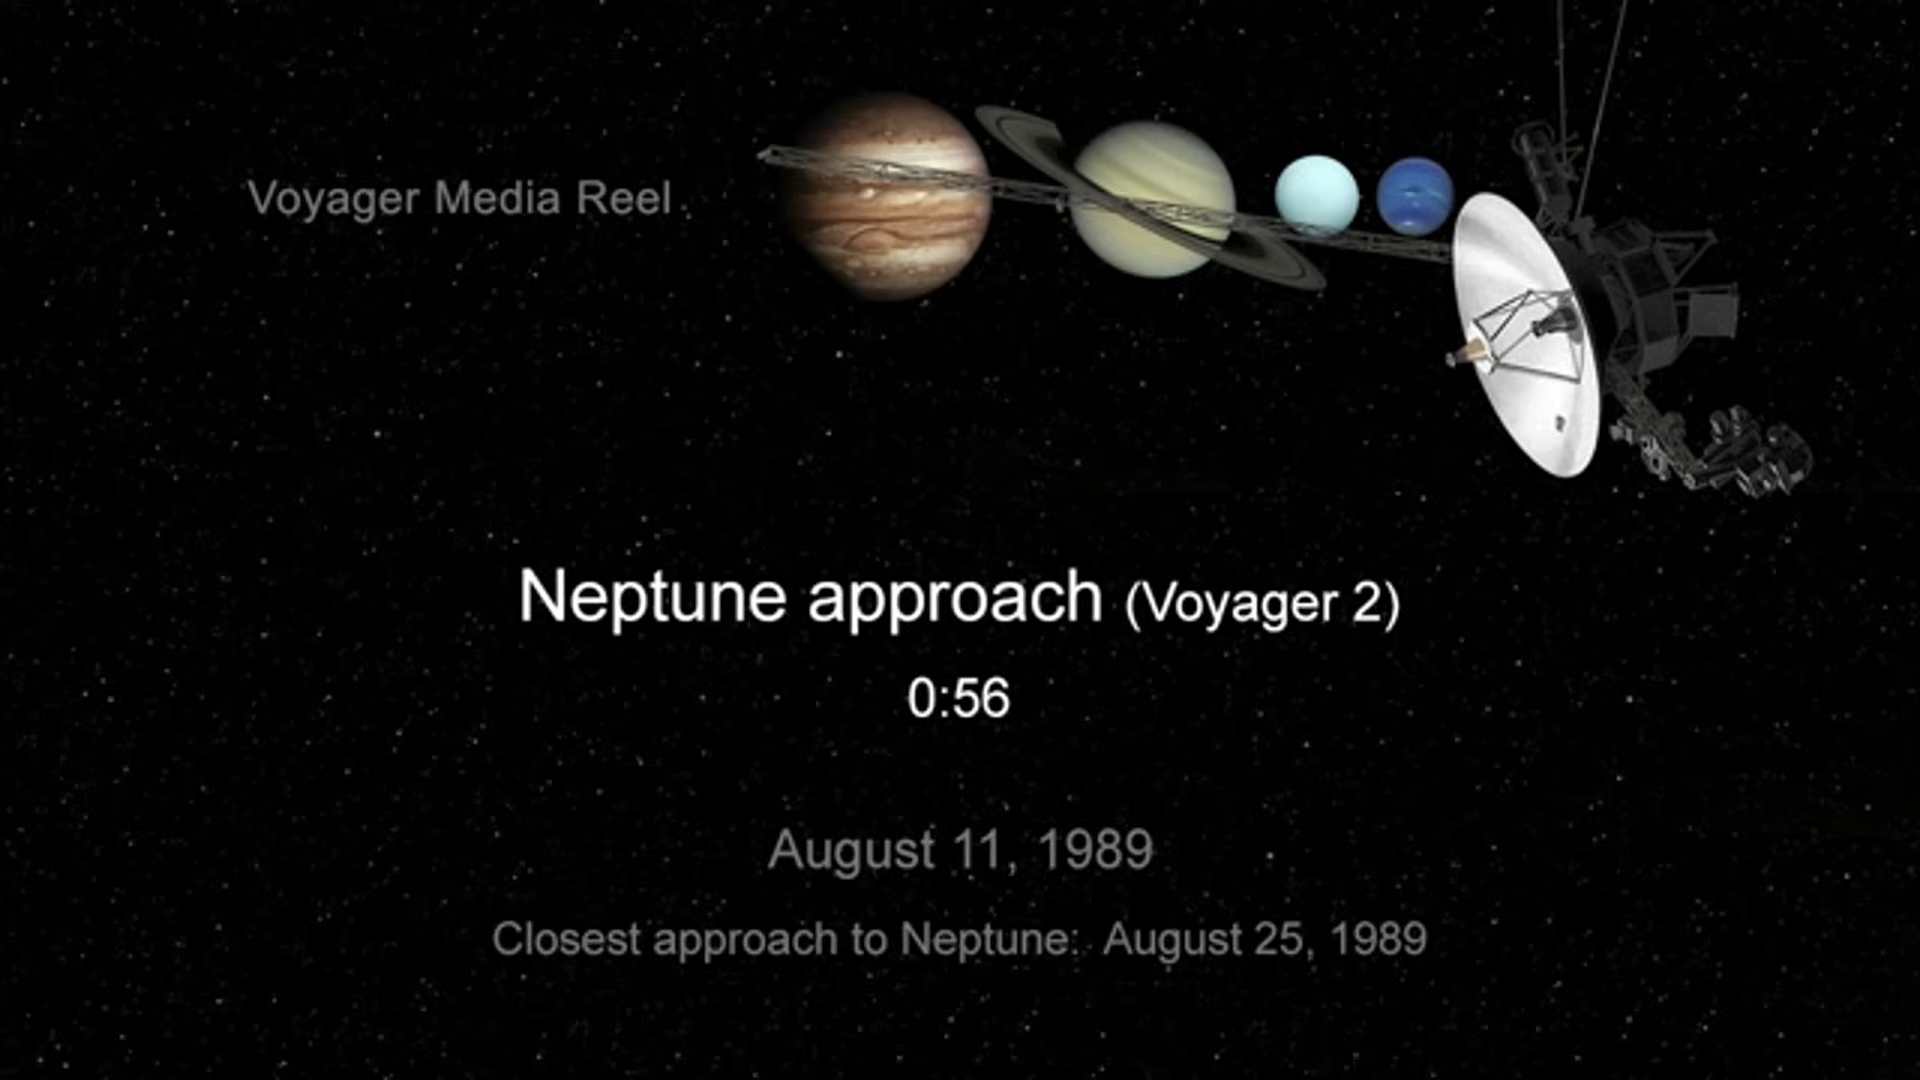 Voyager Media Reel
Neptune approach (Voyager 2)
0:56
August 11, 1989
Closest approach to Neptune: August 25, 1989